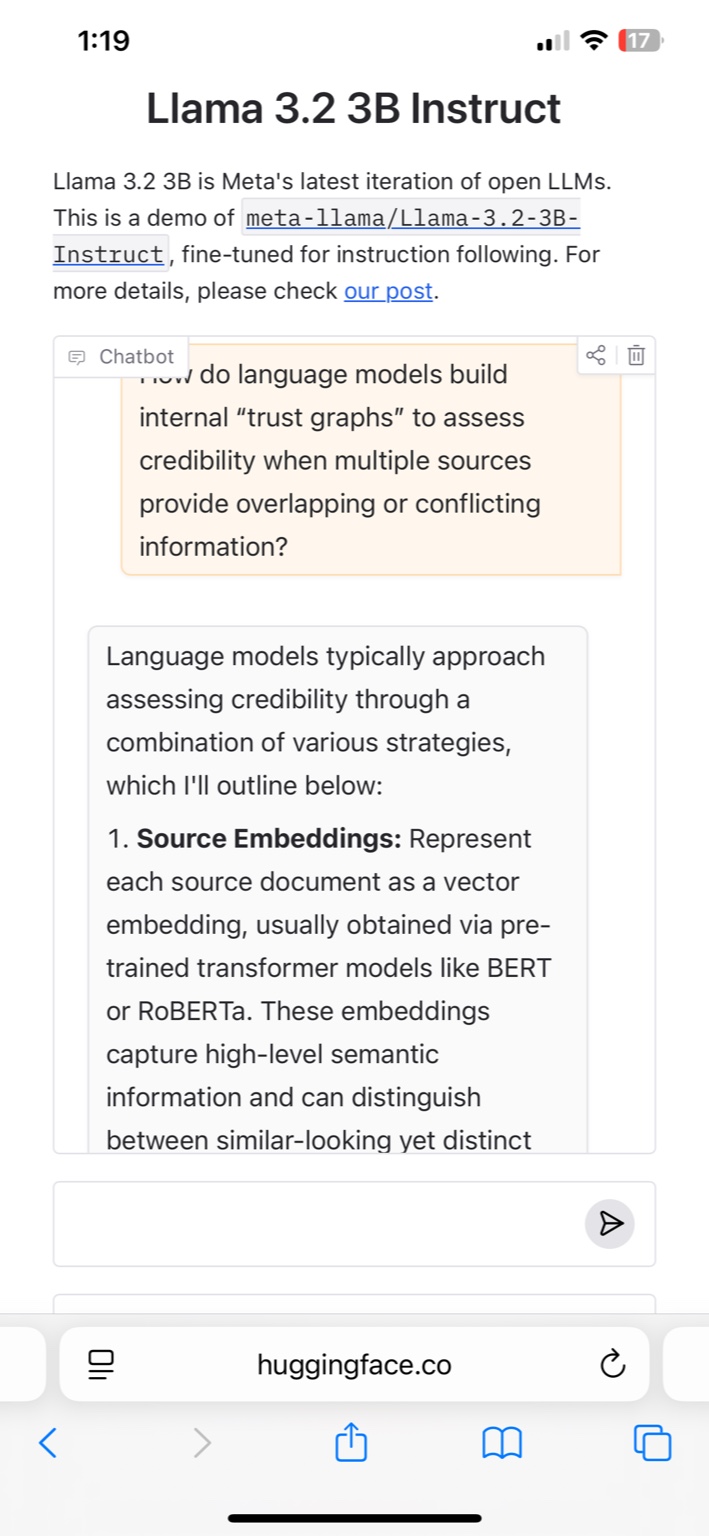 1:19
17
Llama 3.2 3B Instruct
Llama 3.2 3B is Meta's latest iteration of open LLMs.
This is a demo of meta-llama/Llama-3.2-3B-
Instruct, fine-tuned for instruction following. For
more details, please check our post.
Chatbot
How do language models build
internal “trust graphs” to assess
credibility when multiple sources
provide overlapping or conflicting
information?
Language models typically approach
assessing credibility through a
combination of various strategies,
which I'll outline below:
1. Source Embeddings: Represent
each source document as a vector
embedding, usually obtained via pre-
trained transformer models like BERT
or RoBERTa. These embeddings
capture high-level semantic
information and can distinguish
between similar-looking yet distinct
huggingface.co